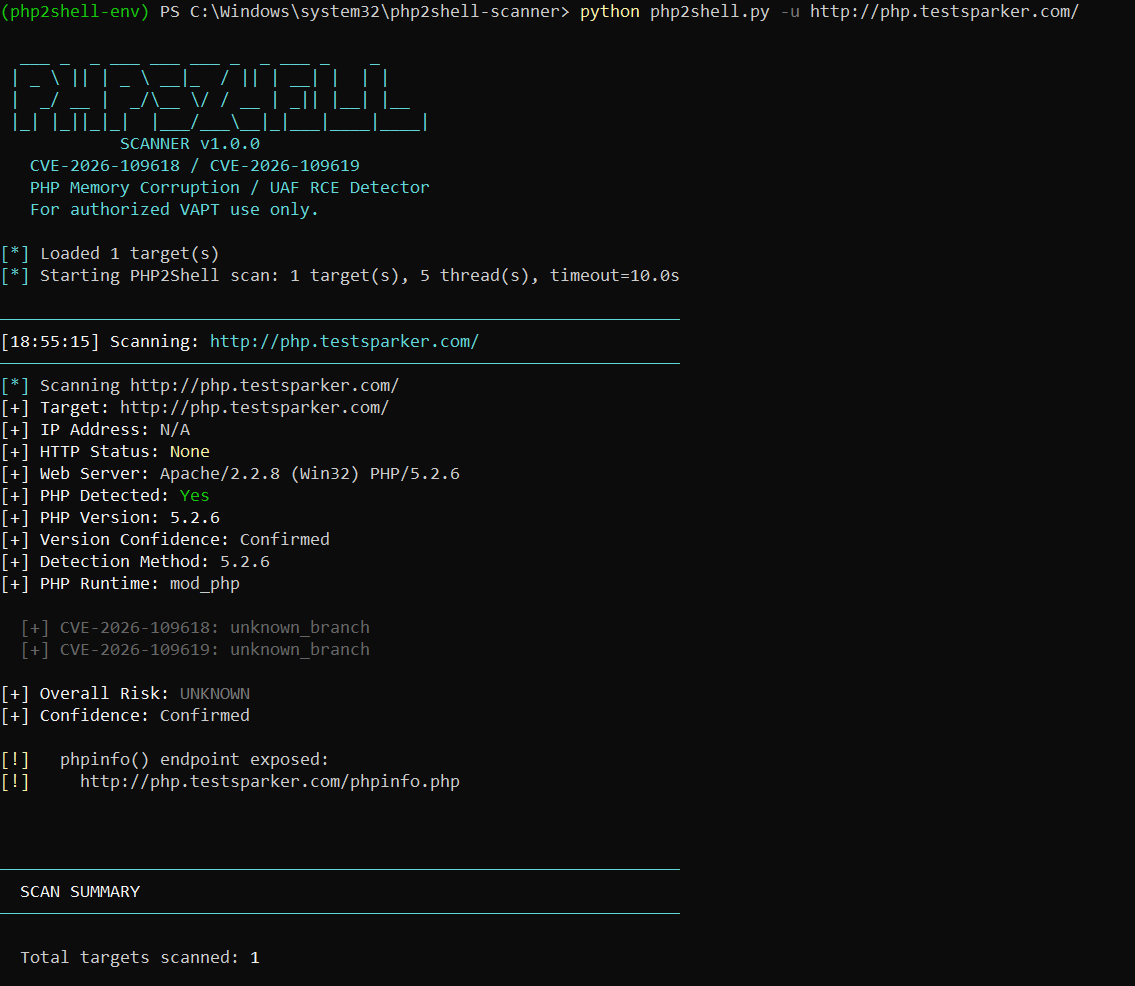 (php2shell-env) PS C:\Windows\system32\php2shell-scanner> python php2shell.py -u http://php.testsparker.com/
SCANNER v1.0.0
CVE-2026-109618 / CVE-2026-109619
PHP Memory Corruption / UAF RCE Detector
For authorized VAPT use only.
[*] Loaded 1 target(s)
[*] Starting PHP2Shell scan: 1 target(s), 5 thread(s), timeout=10.0s
[18:55:15] Scanning: http://php.testsparker.com/
[*] Scanning http://php.testsparker.com/
[+] Target: http://php.testsparker.com/
[+] IP Address: N/A
[+] HTTP Status: None
[+] Web Server: Apache/2.2.8 (Win32) PHP/5.2.6
[+] PHP Detected: Yes
[+] PHP Version: 5.2.6
[+] Version Confidence: Confirmed
[+] Detection Method: 5.2.6
[+] PHP Runtime: mod_php
[+] CVE-2026-109618: unknown_branch
[+] CVE-2026-109619: unknown_branch
[+] Overall Risk: UNKNOWN
[+] Confidence: Confirmed
[!] phpinfo() endpoint exposed:
[!] http://php.testsparker.com/phpinfo.php
SCAN SUMMARY
Total targets scanned: 1